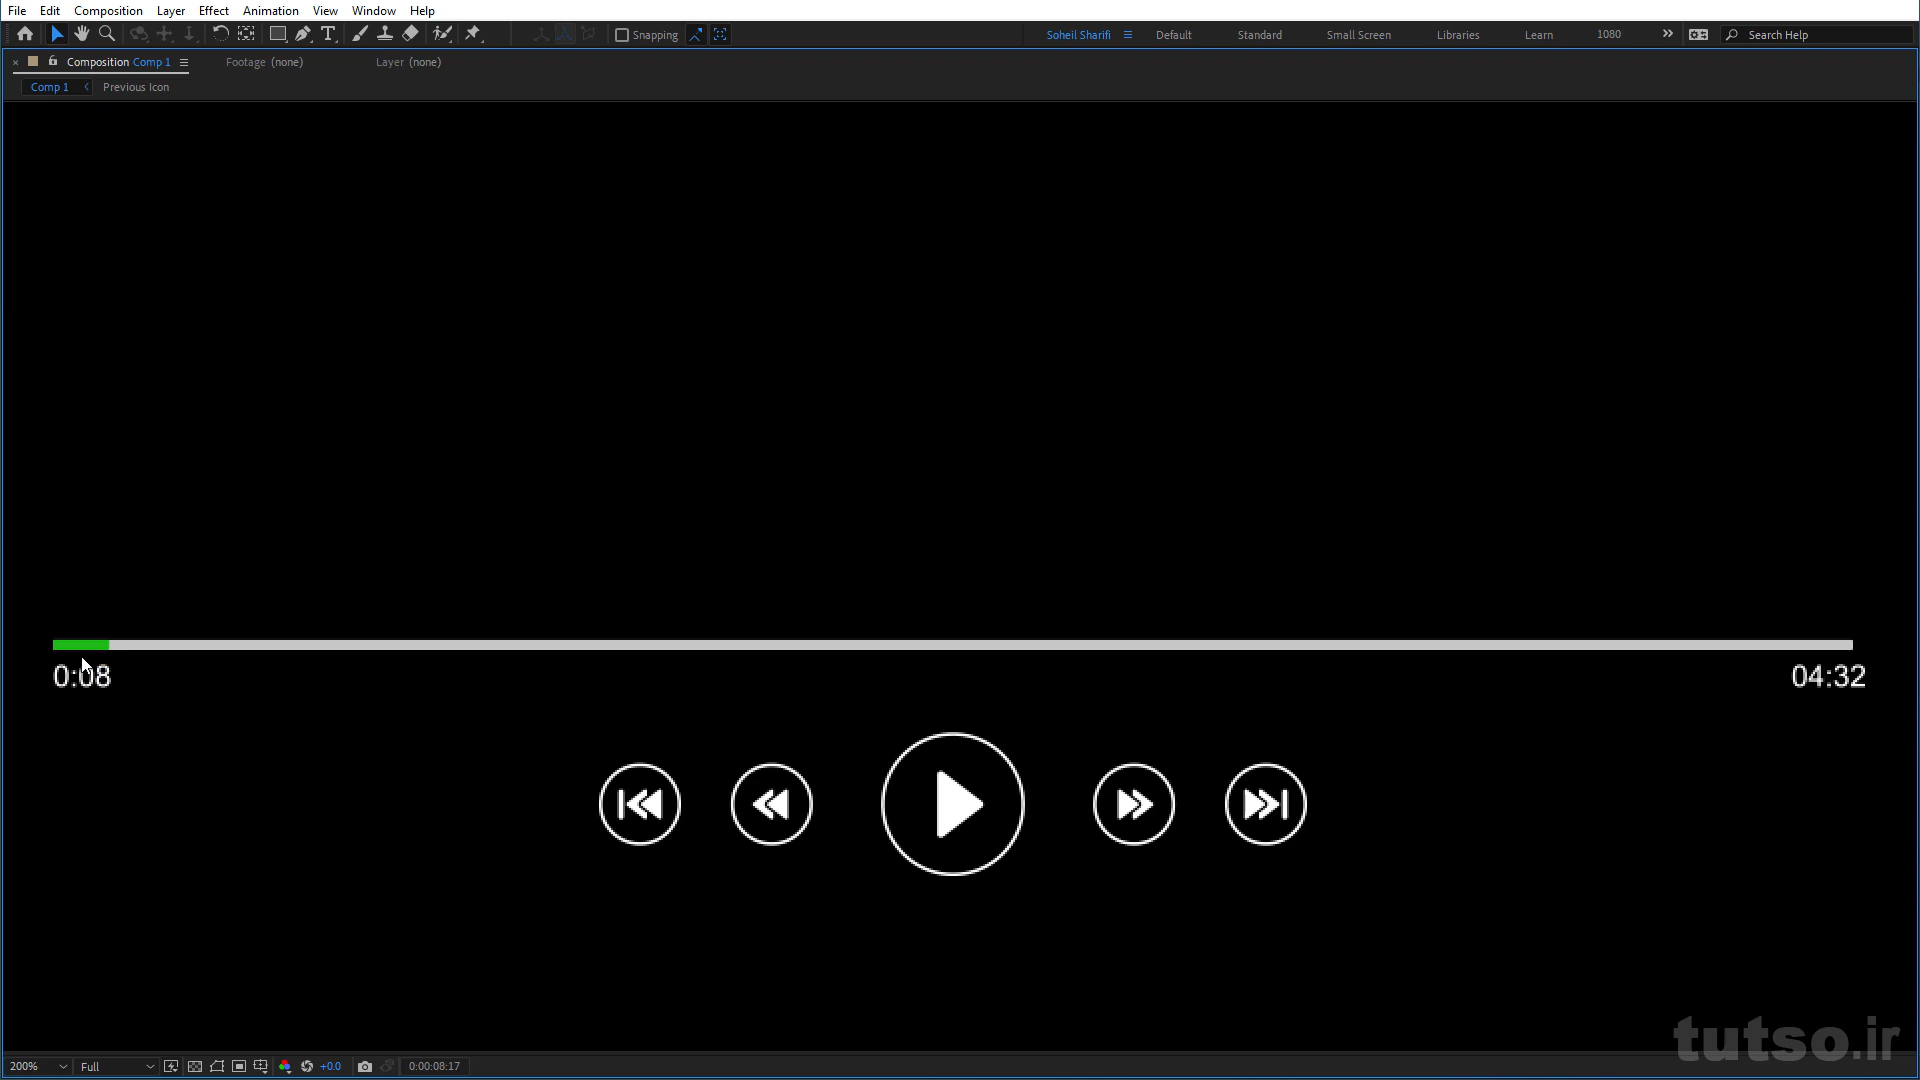 File Edit Composition Layer Effect Animation View Window Help
Snapping Soheil Sharifi Default Standard Small Screen Libraries Learn 1080 Search Help
Composition Comp 1 Footage (none) Layer (none)
Comp 1 Previous Icon
0:08 04:32
tutso.ir
200% Full +0.0 0:00:08:17